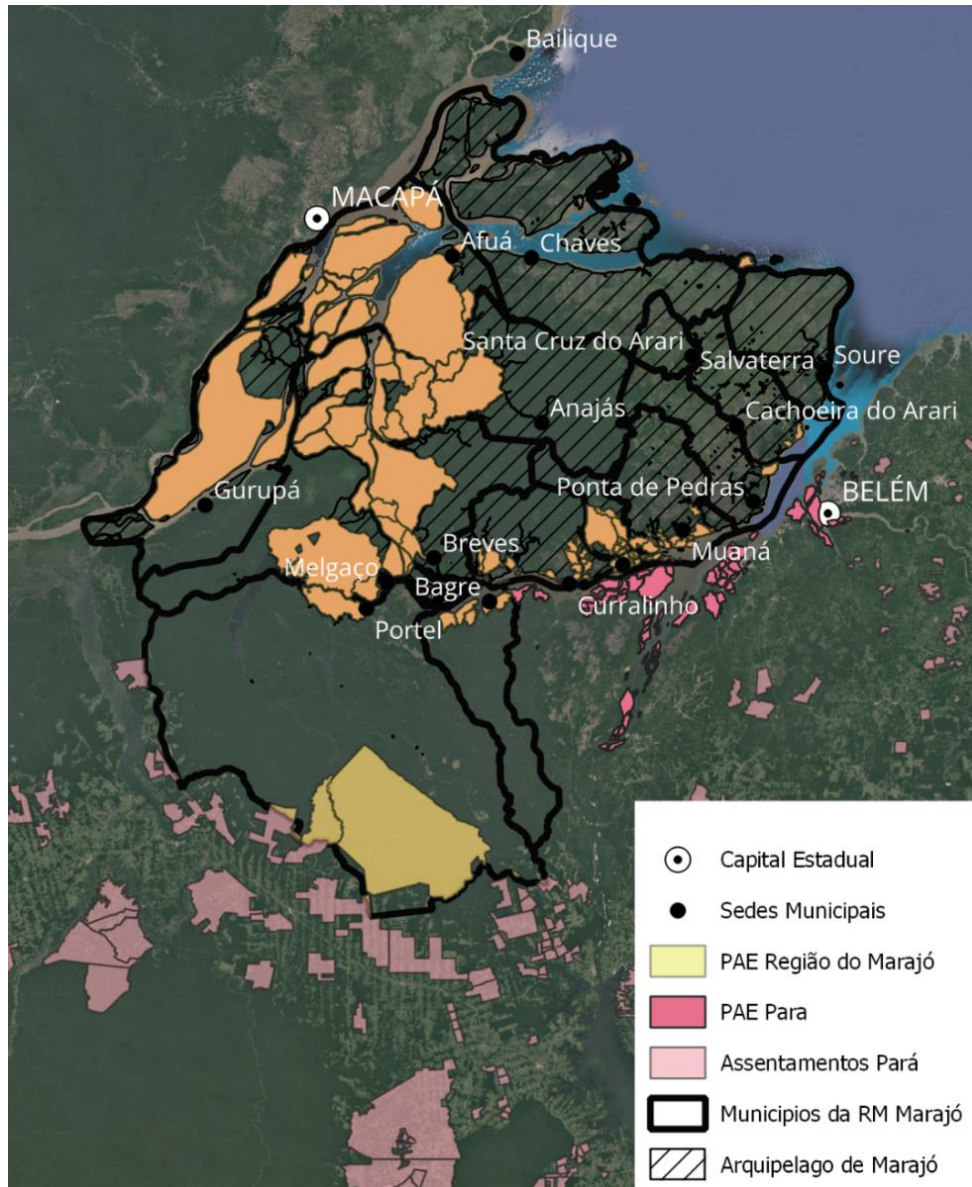 Bailique
MACAPÁ
Afuá
Chaves
Santa Cruz do Arari
Salvaterra
Soure
Anajás
Cachoeira do Arari
Gurupá
Ponta de Pedras
BELÉM
Breves
Muaná
Melgaço
Bagre
Curralinho
Portel
Capital Estadual
Sedes Municipais
PAE Região do Marajó
PAE Para
Assentamentos Pará
Municipios da RM Marajó
Arquipelago de Marajó